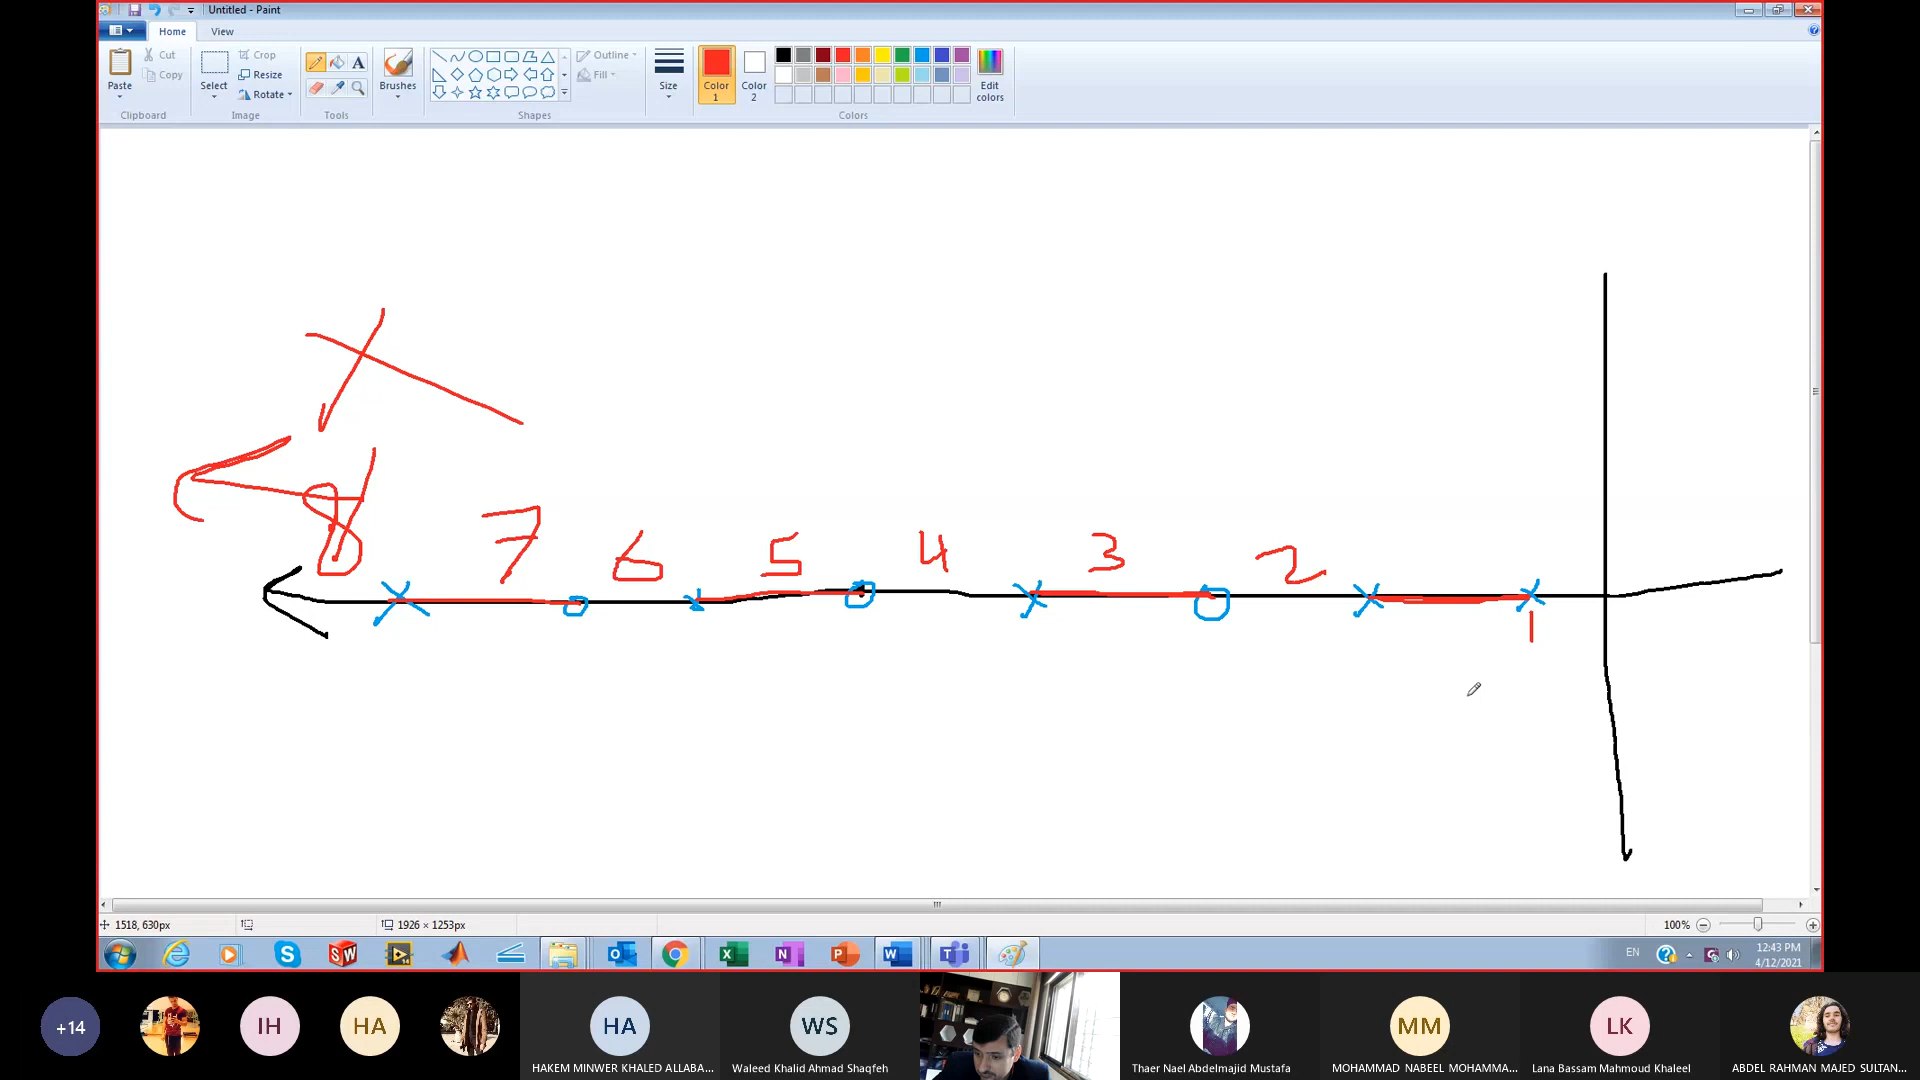 Untitled - Paint
Home View
Paste
Cut
Copy
Clipboard
Select
Crop
Resize
Rotate
Image
Tools
Brushes
Shapes
Outline
Fill
Size
Color 1
Color 2
Edit colors
Colors
8 7 6 5 4 3 2
1
1518, 630px
1926 × 1253px
100%
EN
12:43 PM
4/12/2021
+14
IH
HA
HA
HAKEM MINWER KHALED ALLABA...
WS
Waleed Khalid Ahmad Shaqfeh
Thaer Nael Abdelmajid Mustafa
MM
MOHAMMAD NABEEL MOHAMMA...
LK
Lana Bassam Mahmoud Khaleel
ABDEL RAHMAN MAJED SULTAN...